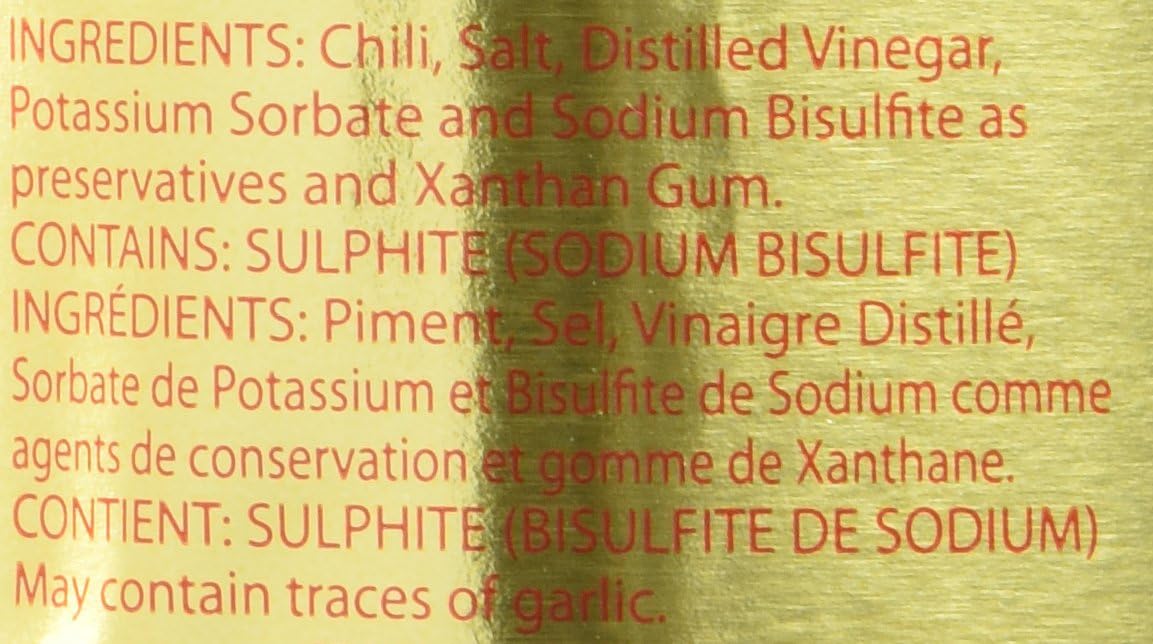 INGREDIENTS: Chili, Salt, Distilled Vinegar,
Potassium Sorbate and Sodium Bisulfite as
preservatives and Xanthan Gum.
CONTAINS: SULPHITE (SODIUM BISULFITE)
INGRÉDIENTS: Piment, Sel, Vinaigre Distillé,
Sorbate de Potassium et Bisulfite de Sodium comme
agents de conservation et gomme de Xanthane.
CONTIENT: SULPHITE (BISULFITE DE SODIUM)
May contain traces of garlic.